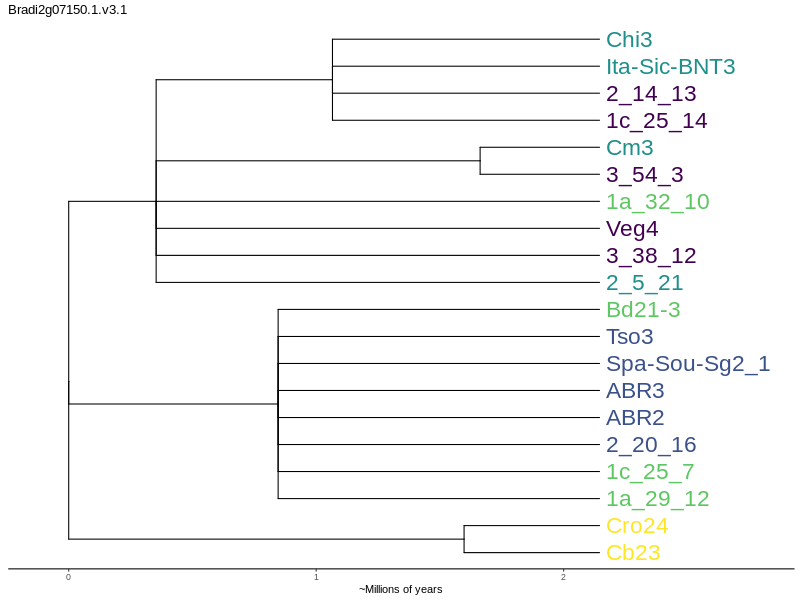 Bradi2g07150.1.v3.1
Chi3
Ita-Sic-BNT3
2_14_13
1c_25_14
Cm3
3_54_3
1a_32_10
Veg4
3_38_12
2_5_21
Bd21-3
Tso3
Spa-Sou-Sg2_1
ABR3
ABR2
2_20_16
1c_25_7
1a_29_12
Cro24
Cb23
0 1 2
~Millions of years